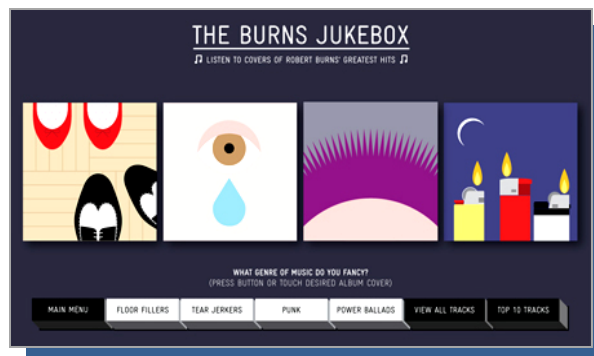 THE BURNS JUKEBOX
♫ LISTEN TO COVERS OF ROBERT BURNS' GREATEST HITS ♫
WHAT GENRE OF MUSIC DO YOU FANCY?
(PRESS BUTTON OR TOUCH DESIRED ALBUM COVER)
MAIN MENU FLOOR FILLERS TEAR JERKERS PUNK POWER BALLADS VIEW ALL TRACKS TOP 10 TRACKS